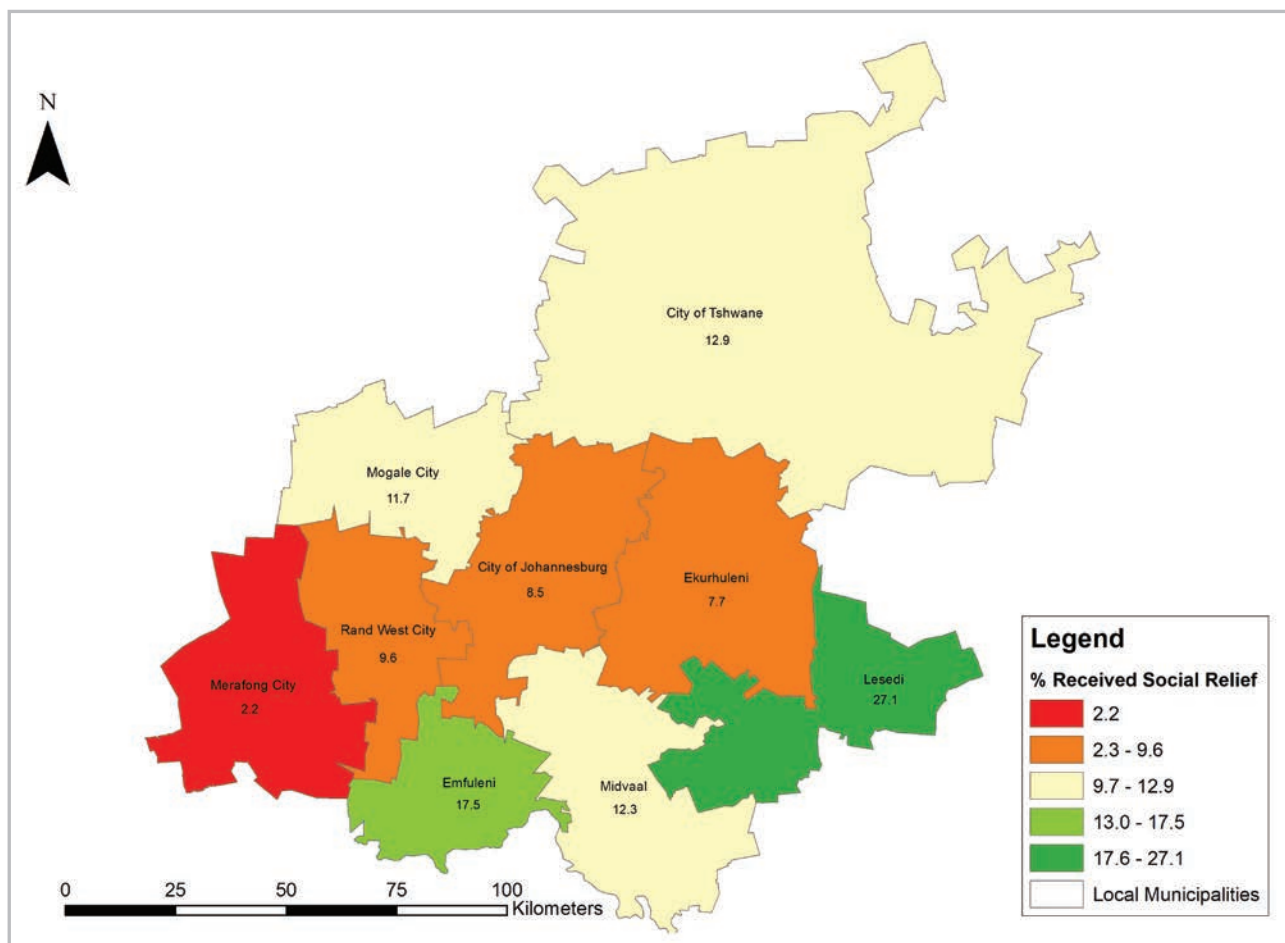 N
City of Tshwane
12.9
Mogale City
11.7
City of Johannesburg
8.5
Ekurhuleni
7.7
Rand West City
9.6
Merafong City
2.2
Lesedi
27.1
Emfuleni
17.5
Midvaal
12.3
Legend
% Received Social Relief
2.2
2.3 - 9.6
9.7 - 12.9
13.0 - 17.5
17.6 - 27.1
Local Municipalities
0 25 50 75 100
Kilometers